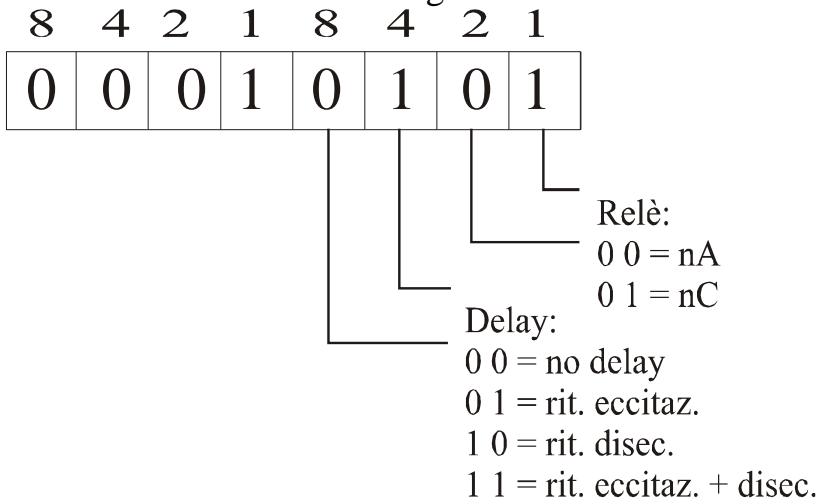 8 4 2 1 8 4 2 1
0 0 0 1 0 1 0 1
Relè:
0 0 = nA
0 1 = nC
Delay:
0 0 = no delay
0 1 = rit. eccitaz.
1 0 = rit. disec.
1 1 = rit. eccitaz. + disec.